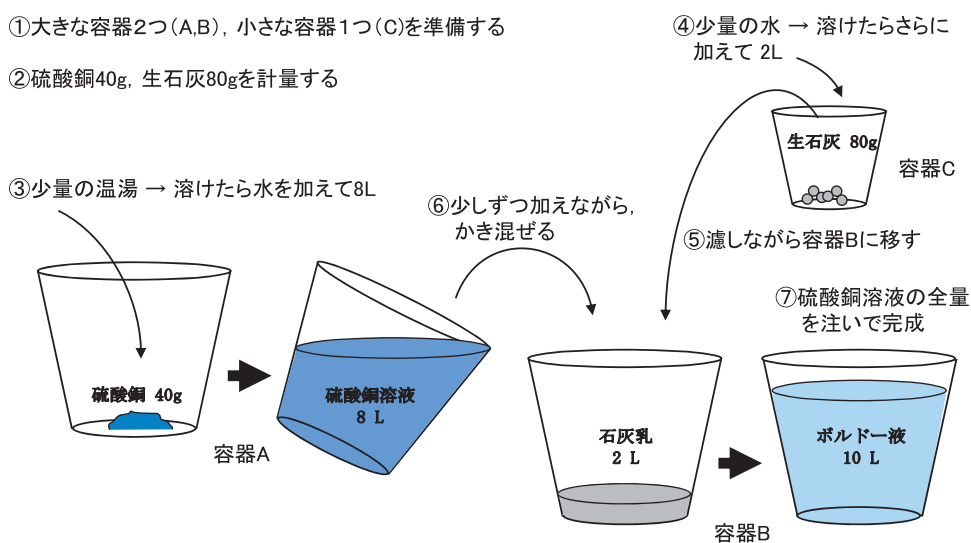 ①大きな容器２つ（A,B），小さな容器１つ（C）を準備する
②硫酸銅40g，生石灰80gを計量する
③少量の温湯 → 溶けたら水を加えて8L
④少量の水 → 溶けたらさらに
加えて 2L
生石灰 80g
容器C
⑤濾しながら容器Bに移す
⑥少しずつ加えながら，
かき混ぜる
⑦硫酸銅溶液の全量
を注いで完成
硫酸銅 40g
容器A
硫酸銅溶液
8 L
石灰乳
2 L
容器B
ボルドー液
10 L